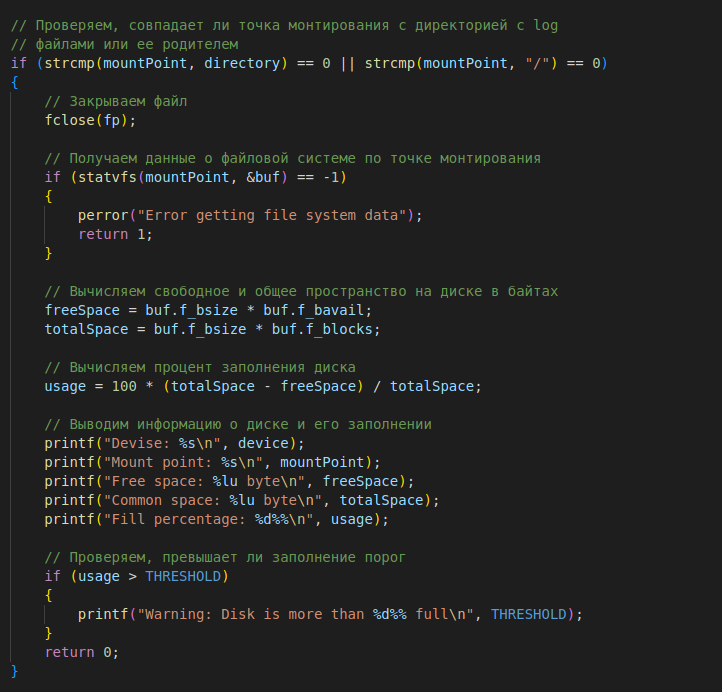 // Проверяем, совпадает ли точка монтирования с директорией с log
// файлами или ее родителем
if (strcmp(mountPoint, directory) == 0 || strcmp(mountPoint, "/") == 0)
{
    // Закрываем файл
    fclose(fp);

    // Получаем данные о файловой системе по точке монтирования
    if (statvfs(mountPoint, &buf) == -1)
    {
        perror("Error getting file system data");
        return 1;
    }

    // Вычисляем свободное и общее пространство на диске в байтах
    freeSpace = buf.f_bsize * buf.f_bavail;
    totalSpace = buf.f_bsize * buf.f_blocks;

    // Вычисляем процент заполнения диска
    usage = 100 * (totalSpace - freeSpace) / totalSpace;

    // Выводим информацию о диске и его заполнении
    printf("Devise: %s\n", device);
    printf("Mount point: %s\n", mountPoint);
    printf("Free space: %lu byte\n", freeSpace);
    printf("Common space: %lu byte\n", totalSpace);
    printf("Fill percentage: %d%%\n", usage);

    // Проверяем, превышает ли заполнение порог
    if (usage > THRESHOLD)
    {
        printf("Warning: Disk is more than %d%% full\n", THRESHOLD);
    }
    return 0;
}